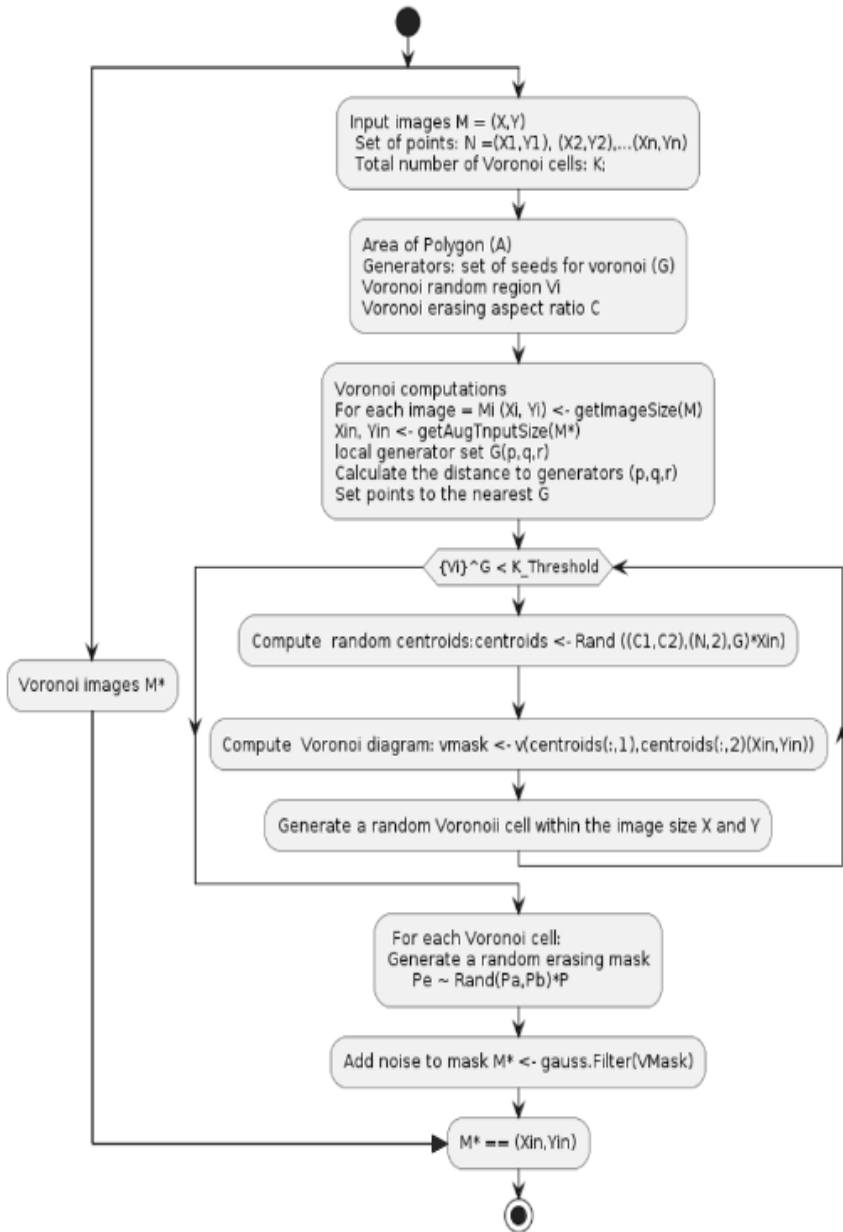 Input images M = (X,Y)
Set of points: N =(X1,Y1), (X2,Y2),...(Xn,Yn)
Total number of Voronoi cells: K;
Area of Polygon (A)
Generators: set of seeds for voronoi (G)
Voronoi random region Vi
Voronoi erasing aspect ratio C
Voronoi computations
For each image = Mi (Xi, Yi) <- getImageSize(M)
Xin, Yin <- getAugTnputSize(M*)
local generator set G(p,q,r)
Calculate the distance to generators (p,q,r)
Set points to the nearest G
{Vi}^G < K_Threshold
Compute random centroids:centroids <- Rand ((C1,C2),(N,2),G)*Xin)
Voronoi images M*
Compute Voronoi diagram: vmask <- v(centroids(:,1),centroids(:,2)(Xin,Yin))
Generate a random Voronoii cell within the image size X and Y
For each Voronoi cell:
Generate a random erasing mask
Pe ~ Rand(Pa,Pb)*P
Add noise to mask M* <- gauss.Filter(VMask)
M* == (Xin,Yin)